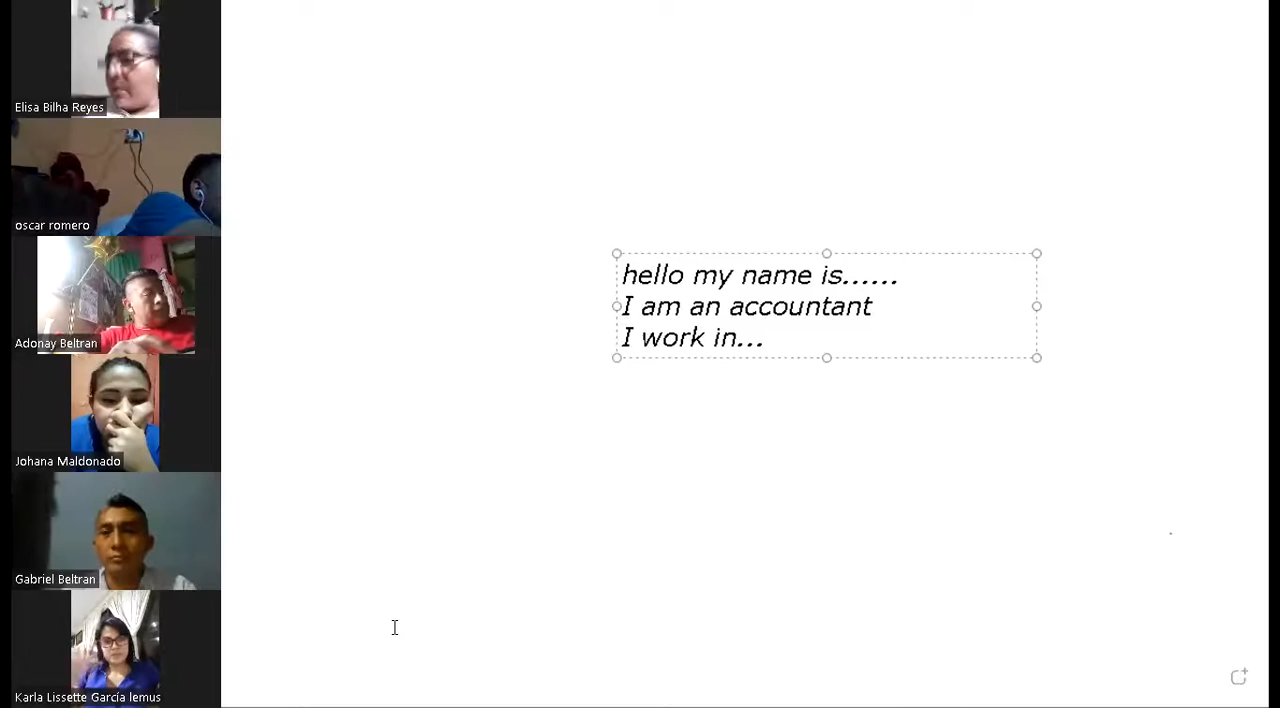 Elisa Bilha Reyes
oscar romero
Adonay Beltran
Johana Maldonado
Gabriel Beltran
Karla Lissette García lemus
hello my name is......
I am an accountant
I work in...